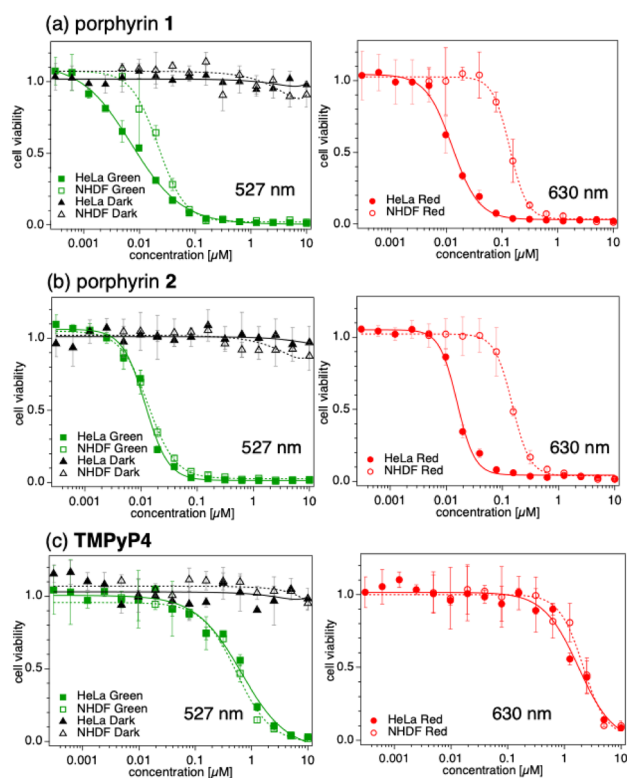 (a) porphyrin 1
cell viability
1.0
0.5
0.0
HeLa Green
NHDF Green
HeLa Dark
NHDF Dark
527 nm
0.001 0.01 0.1 1 10
concentration [µM]
cell viability
1.0
0.5
0.0
HeLa Red
NHDF Red
630 nm
0.001 0.01 0.1 1 10
concentration [µM]
(b) porphyrin 2
cell viability
1.0
0.5
0.0
HeLa Green
NHDF Green
HeLa Dark
NHDF Dark
527 nm
0.001 0.01 0.1 1 10
concentration [µM]
cell viability
1.0
0.5
0.0
HeLa Red
NHDF Red
630 nm
0.001 0.01 0.1 1 10
concentration [µM]
(c) TMPyP4
cell viability
1.0
0.5
0.0
HeLa Green
NHDF Green
HeLa Dark
NHDF Dark
527 nm
0.001 0.01 0.1 1 10
concentration [µM]
cell viability
1.0
0.5
0.0
HeLa Red
NHDF Red
630 nm
0.001 0.01 0.1 1 10
concentration [µM]